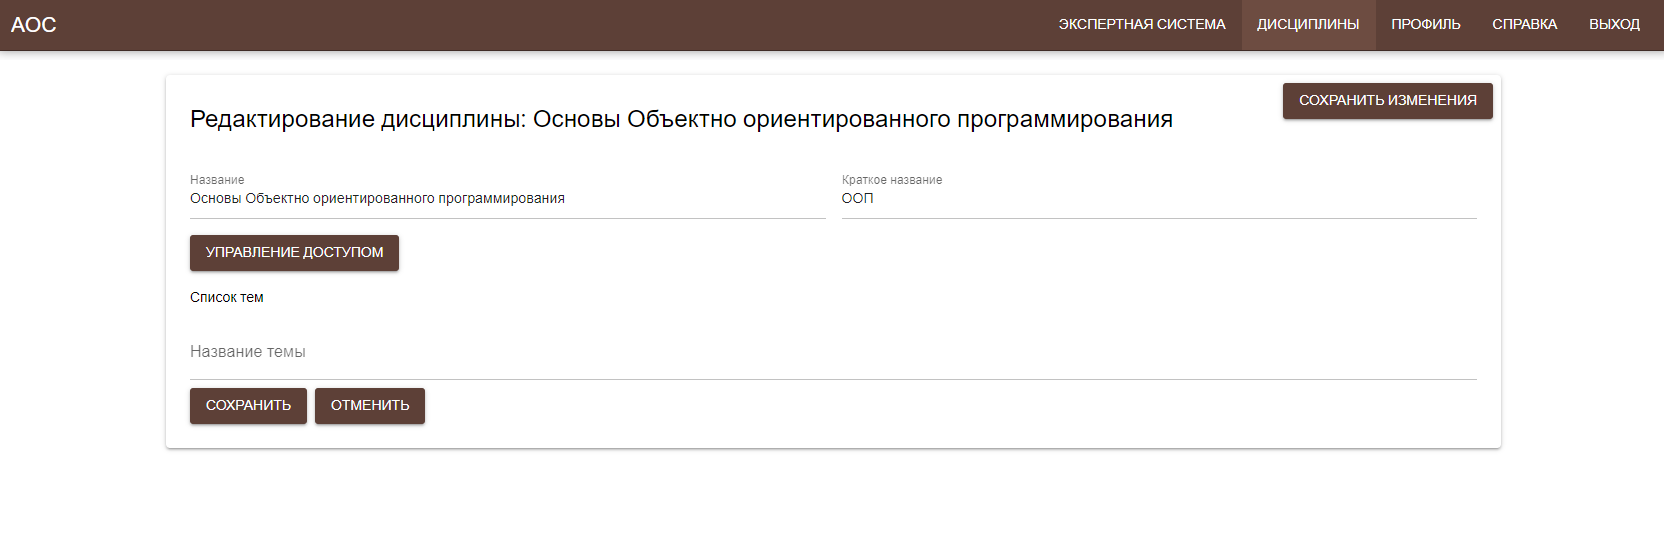 АОС
ЭКСПЕРТНАЯ СИСТЕМА ДИСЦИПЛИНЫ ПРОФИЛЬ СПРАВКА ВЫХОД
СОХРАНИТЬ ИЗМЕНЕНИЯ
Редактирование дисциплины: Основы Объектно ориентированного программирования
Название
Основы Объектно ориентированного программирования
Краткое название
ООП
УПРАВЛЕНИЕ ДОСТУПОМ
Список тем
Название темы
СОХРАНИТЬ ОТМЕНИТЬ